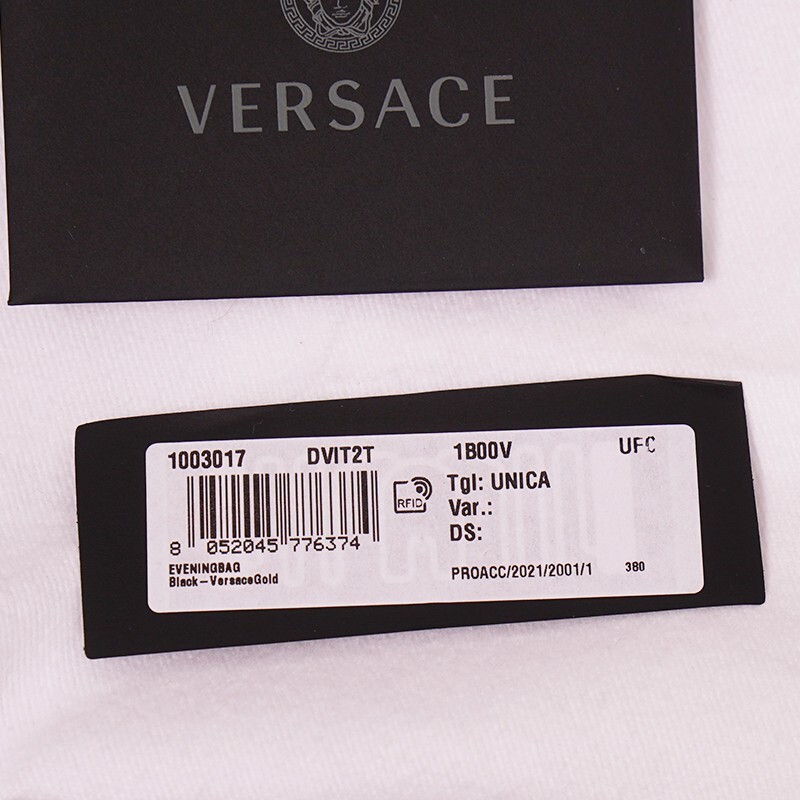 VERSACE
1003017 DVIT2T 1B00V UFC
Tgl: UNICA
RFID
Var.:
DS:
8 052045 776374
EVENINGBAG
Black-VersaceGold
PROACC/2021/2001/1 380